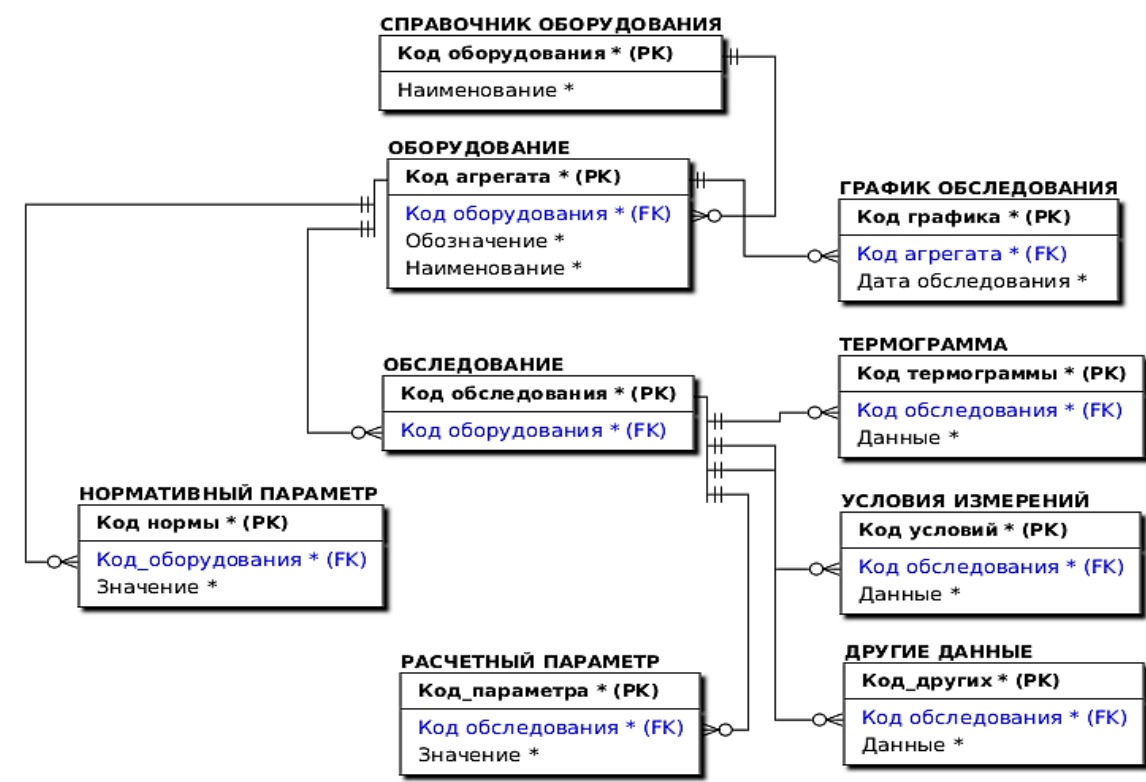 СПРАВОЧНИК ОБОРУДОВАНИЯ
Код оборудования * (PK)
Наименование *
ОБОРУДОВАНИЕ
Код агрегата * (PK)
Код оборудования * (FK)
Обозначение *
Наименование *
ГРАФИК ОБСЛЕДОВАНИЯ
Код графика * (PK)
Код агрегата * (FK)
Дата обследования *
ОБСЛЕДОВАНИЕ
Код обследования * (PK)
Код оборудования * (FK)
ТЕРМОГРАММА
Код термограммы * (PK)
Код обследования * (FK)
Данные *
НОРМАТИВНЫЙ ПАРАМЕТР
Код нормы * (PK)
Код_оборудования * (FK)
Значение *
УСЛОВИЯ ИЗМЕРЕНИЙ
Код условий * (PK)
Код обследования * (FK)
Данные *
РАСЧЕТНЫЙ ПАРАМЕТР
Код_параметра * (PK)
Код обследования * (FK)
Значение *
ДРУГИЕ ДАННЫЕ
Код_других * (PK)
Код обследования * (FK)
Данные *